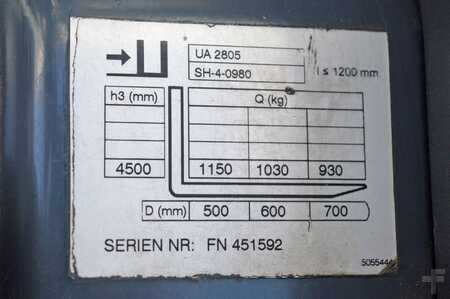 UA 2805
SH-4-0980 l ≤ 1200 mm
h3 (mm) Q (kg)
4500 1150 1030 930
D (mm) 500 600 700
SERIEN NR: FN 451592
5055444